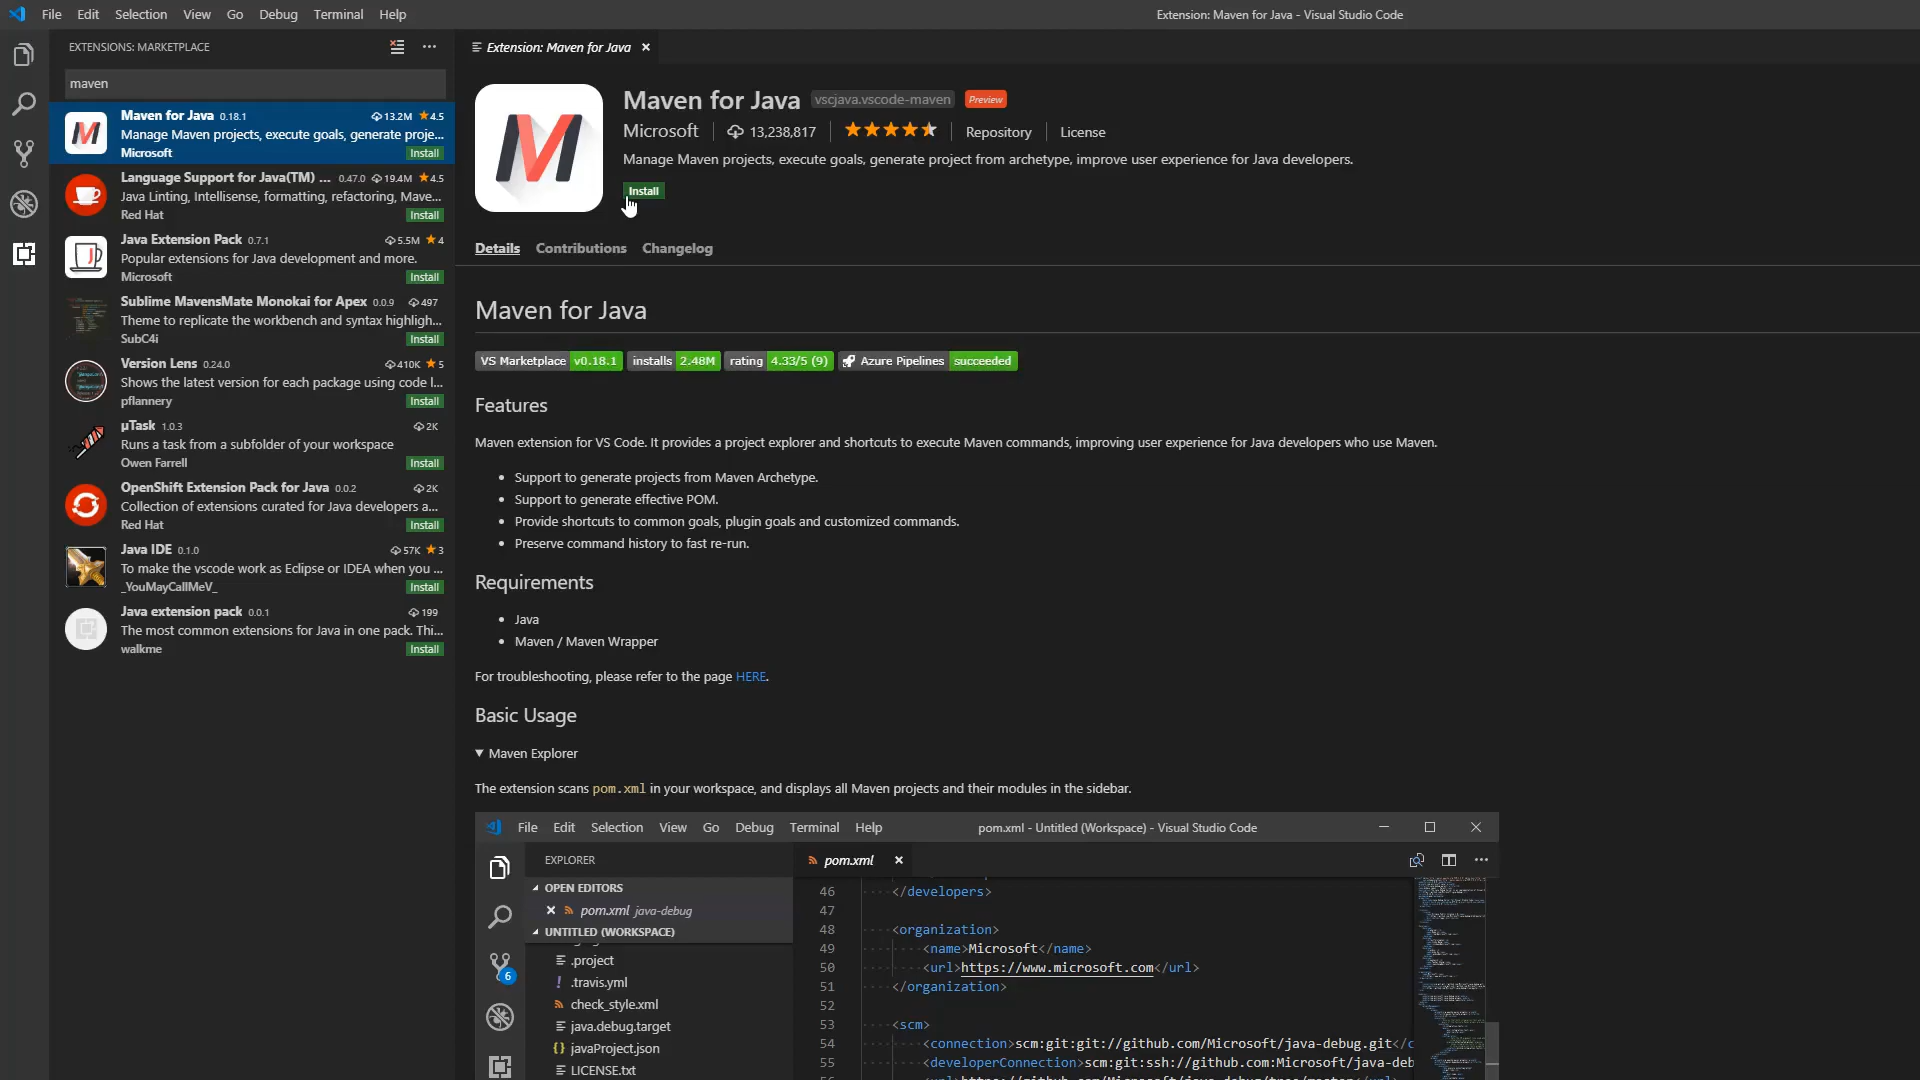 File Edit Selection View Go Debug Terminal Help
Extension: Maven for Java - Visual Studio Code
EXTENSIONS: MARKETPLACE
maven
Maven for Java 0.18.1 13.2M ★4.5
Manage Maven projects, execute goals, generate proje...
Microsoft Install
Language Support for Java(TM) ... 0.47.0 19.4M ★4.5
Java Linting, Intellisense, formatting, refactoring, Mave...
Red Hat Install
Java Extension Pack 0.7.1 5.5M ★4
Popular extensions for Java development and more.
Microsoft Install
Sublime MavensMate Monokai for Apex 0.0.9 497
Theme to replicate the workbench and syntax highligh...
SubC4i Install
Version Lens 0.24.0 410K ★5
Shows the latest version for each package using code l...
pflannery Install
µTask 1.0.3 2K
Runs a task from a subfolder of your workspace
Owen Farrell Install
OpenShift Extension Pack for Java 0.0.2 2K
Collection of extensions curated for Java developers a...
Red Hat Install
Java IDE 0.1.0 57K ★3
To make the vscode work as Eclipse or IDEA when you ...
_YouMayCallMeV_ Install
Java extension pack 0.0.1 199
The most common extensions for Java in one pack. Thi...
walkme Install
Extension: Maven for Java
Maven for Java vscjava.vscode-maven Preview
Microsoft 13,238,817 Repository License
Manage Maven projects, execute goals, generate project from archetype, improve user experience for Java developers.
Install
Details Contributions Changelog
Maven for Java
VS Marketplace v0.18.1 installs 2.48M rating 4.33/5 (9) Azure Pipelines succeeded
Features
Maven extension for VS Code. It provides a project explorer and shortcuts to execute Maven commands, improving user experience for Java developers who use Maven.
• Support to generate projects from Maven Archetype.
• Support to generate effective POM.
• Provide shortcuts to common goals, plugin goals and customized commands.
• Preserve command history to fast re-run.
Requirements
• Java
• Maven / Maven Wrapper
For troubleshooting, please refer to the page HERE.
Basic Usage
▼ Maven Explorer
The extension scans pom.xml in your workspace, and displays all Maven projects and their modules in the sidebar.
File Edit Selection View Go Debug Terminal Help
pom.xml - Untitled (Workspace) - Visual Studio Code
EXPLORER
OPEN EDITORS
pom.xml java-debug
UNTITLED (WORKSPACE)
.project
.travis.yml
check_style.xml
java.debug.target
javaProject.json
LICENSE.txt
6
pom.xml
46 </developers>
47
48 <organization>
49 <name>Microsoft</name>
50 <url>https://www.microsoft.com</url>
51 </organization>
52
53 <scm>
54 <connection>scm:git:git://github.com/Microsoft/java-debug.git</c
55 <developerConnection>scm:git:ssh://github.com:Microsoft/java-deb